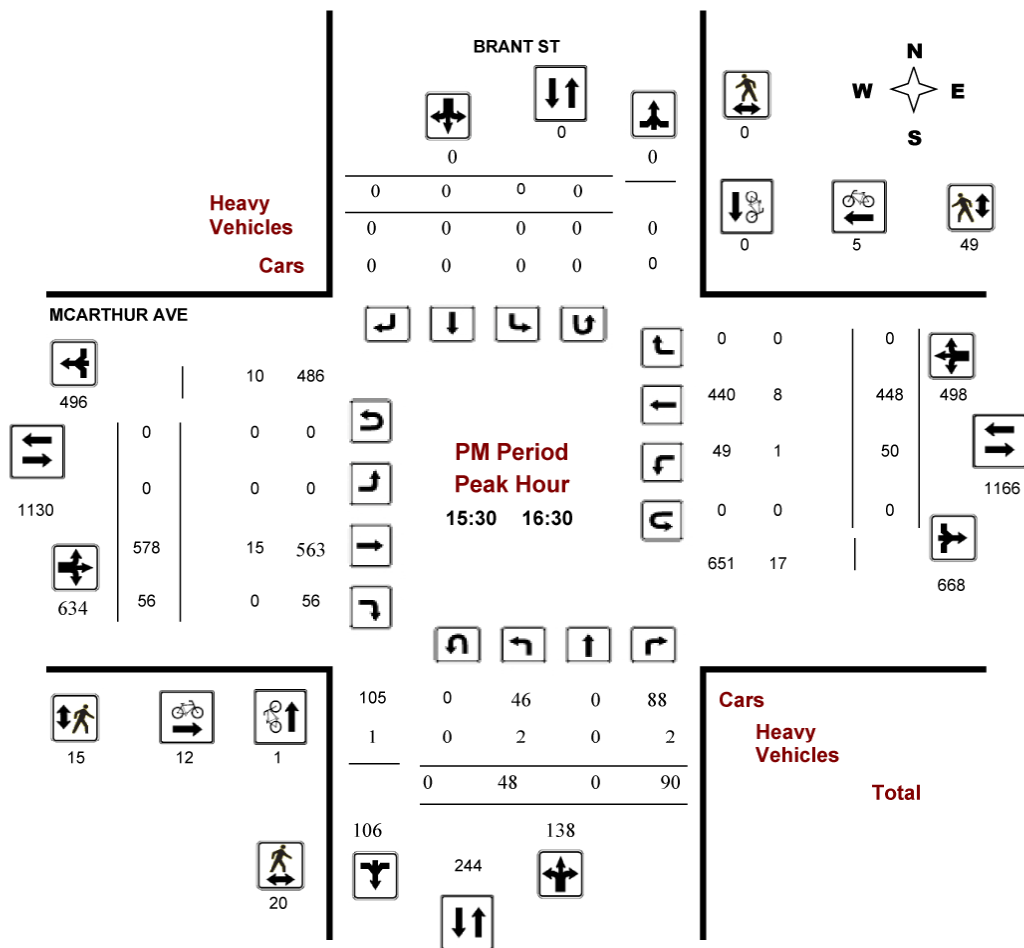 BRANT ST
N
W E
S
0
0
0 0
0 0 0 0
Heavy
Vehicles
0 0 0 0 0
Cars
0 0 0 0 0
0 5 49
MCARTHUR AVE
496
10 486
0 0 0
440 8 448 498
1130
0 0 0
0 0 0
49 1 50
1166
PM Period
Peak Hour
15:30 16:30
0 0 0
634
578 15 563
56 0 56
651 17
668
105 0 46 0 88
Cars
1 0 2 0 2
Heavy
Vehicles
0 48 0 90
Total
15 12 1
106 138
244
20